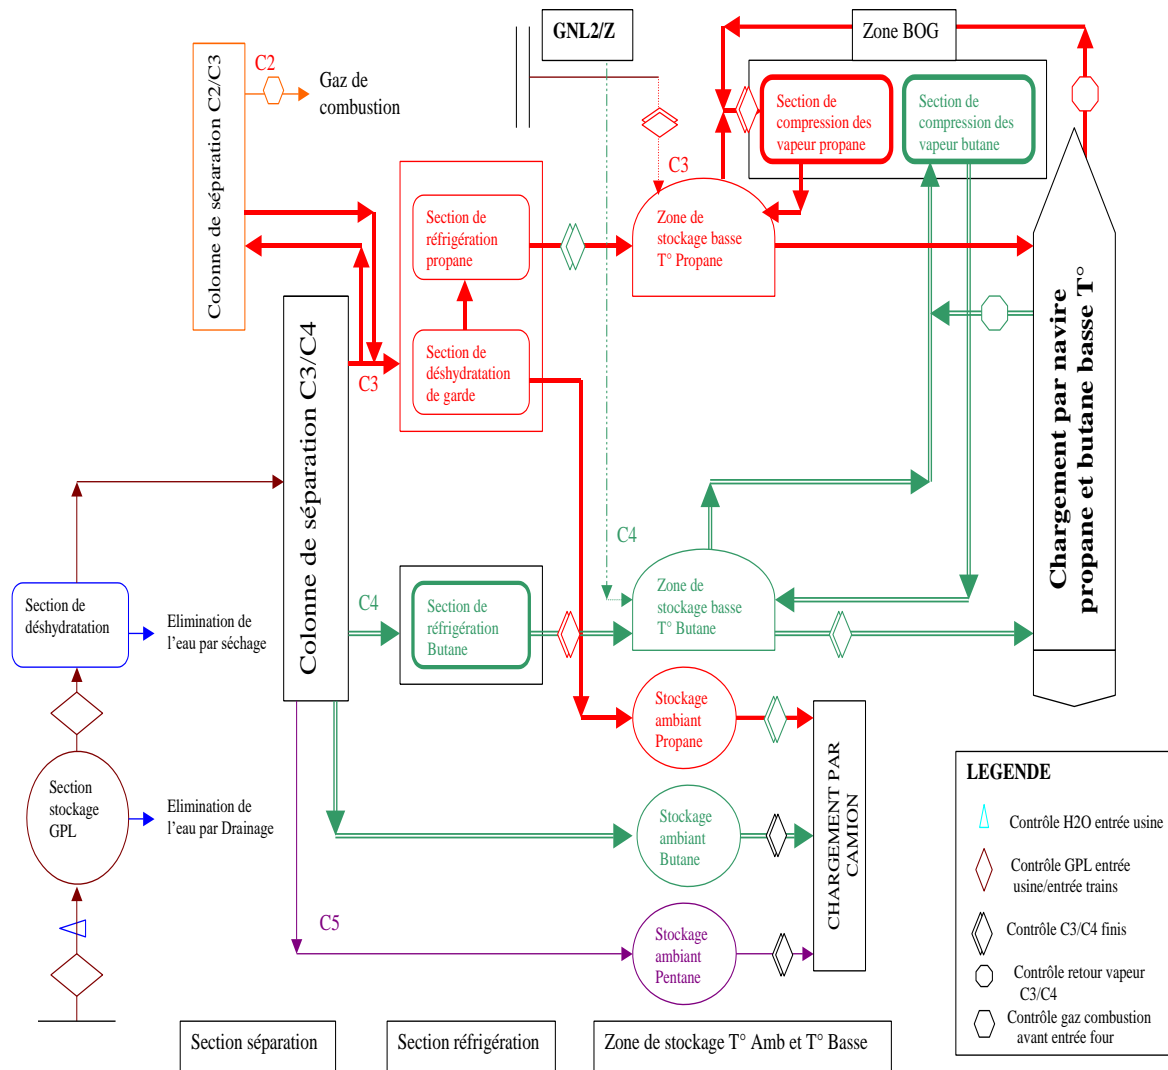 GNL2/Z
Zone BOG
Colonne de séparation C2/C3
C2
Gaz de
combustion
C3
Section de
compression des
vapeur propane
Section de
compression des
vapeur butane
Section de
réfrigération
propane
Zone de
stockage basse
T° Propane
Section de
déshydratation
de garde
C3
Colonne de séparation C3/C4
Chargement par navire
propane et butane basse T°
C4
Zone de
stockage basse
T° Butane
Section de
déshydratation
Elimination de
l'eau par séchage
C4
Section de
réfrigération
Butane
Stockage
ambiant
Propane
Section
stockage
GPL
Elimination de
l'eau par Drainage
Stockage
ambiant
Butane
CHARGEMENT PAR
CAMION
C5
Stockage
ambiant
Pentane
LEGENDE
Contrôle H2O entrée usine
Contrôle GPL entrée
usine/entrée trains
Contrôle C3/C4 finis
Contrôle retour vapeur
C3/C4
Contrôle gaz combustion
avant entrée four
Section séparation
Section réfrigération
Zone de stockage T° Amb et T° Basse